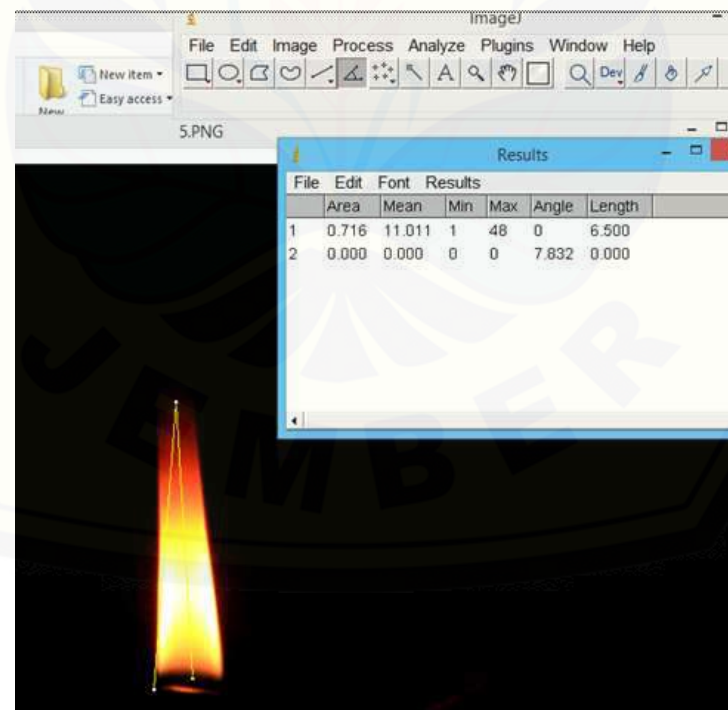 ImageJ
File Edit Image Process Analyze Plugins Window Help
New item
Easy access
New
A Dev
5.PNG
Results
File Edit Font Results
Area Mean Min Max Angle Length
1 0.716 11.011 1 48 0 6.500
2 0.000 0.000 0 0 7.832 0.000
JEMBER